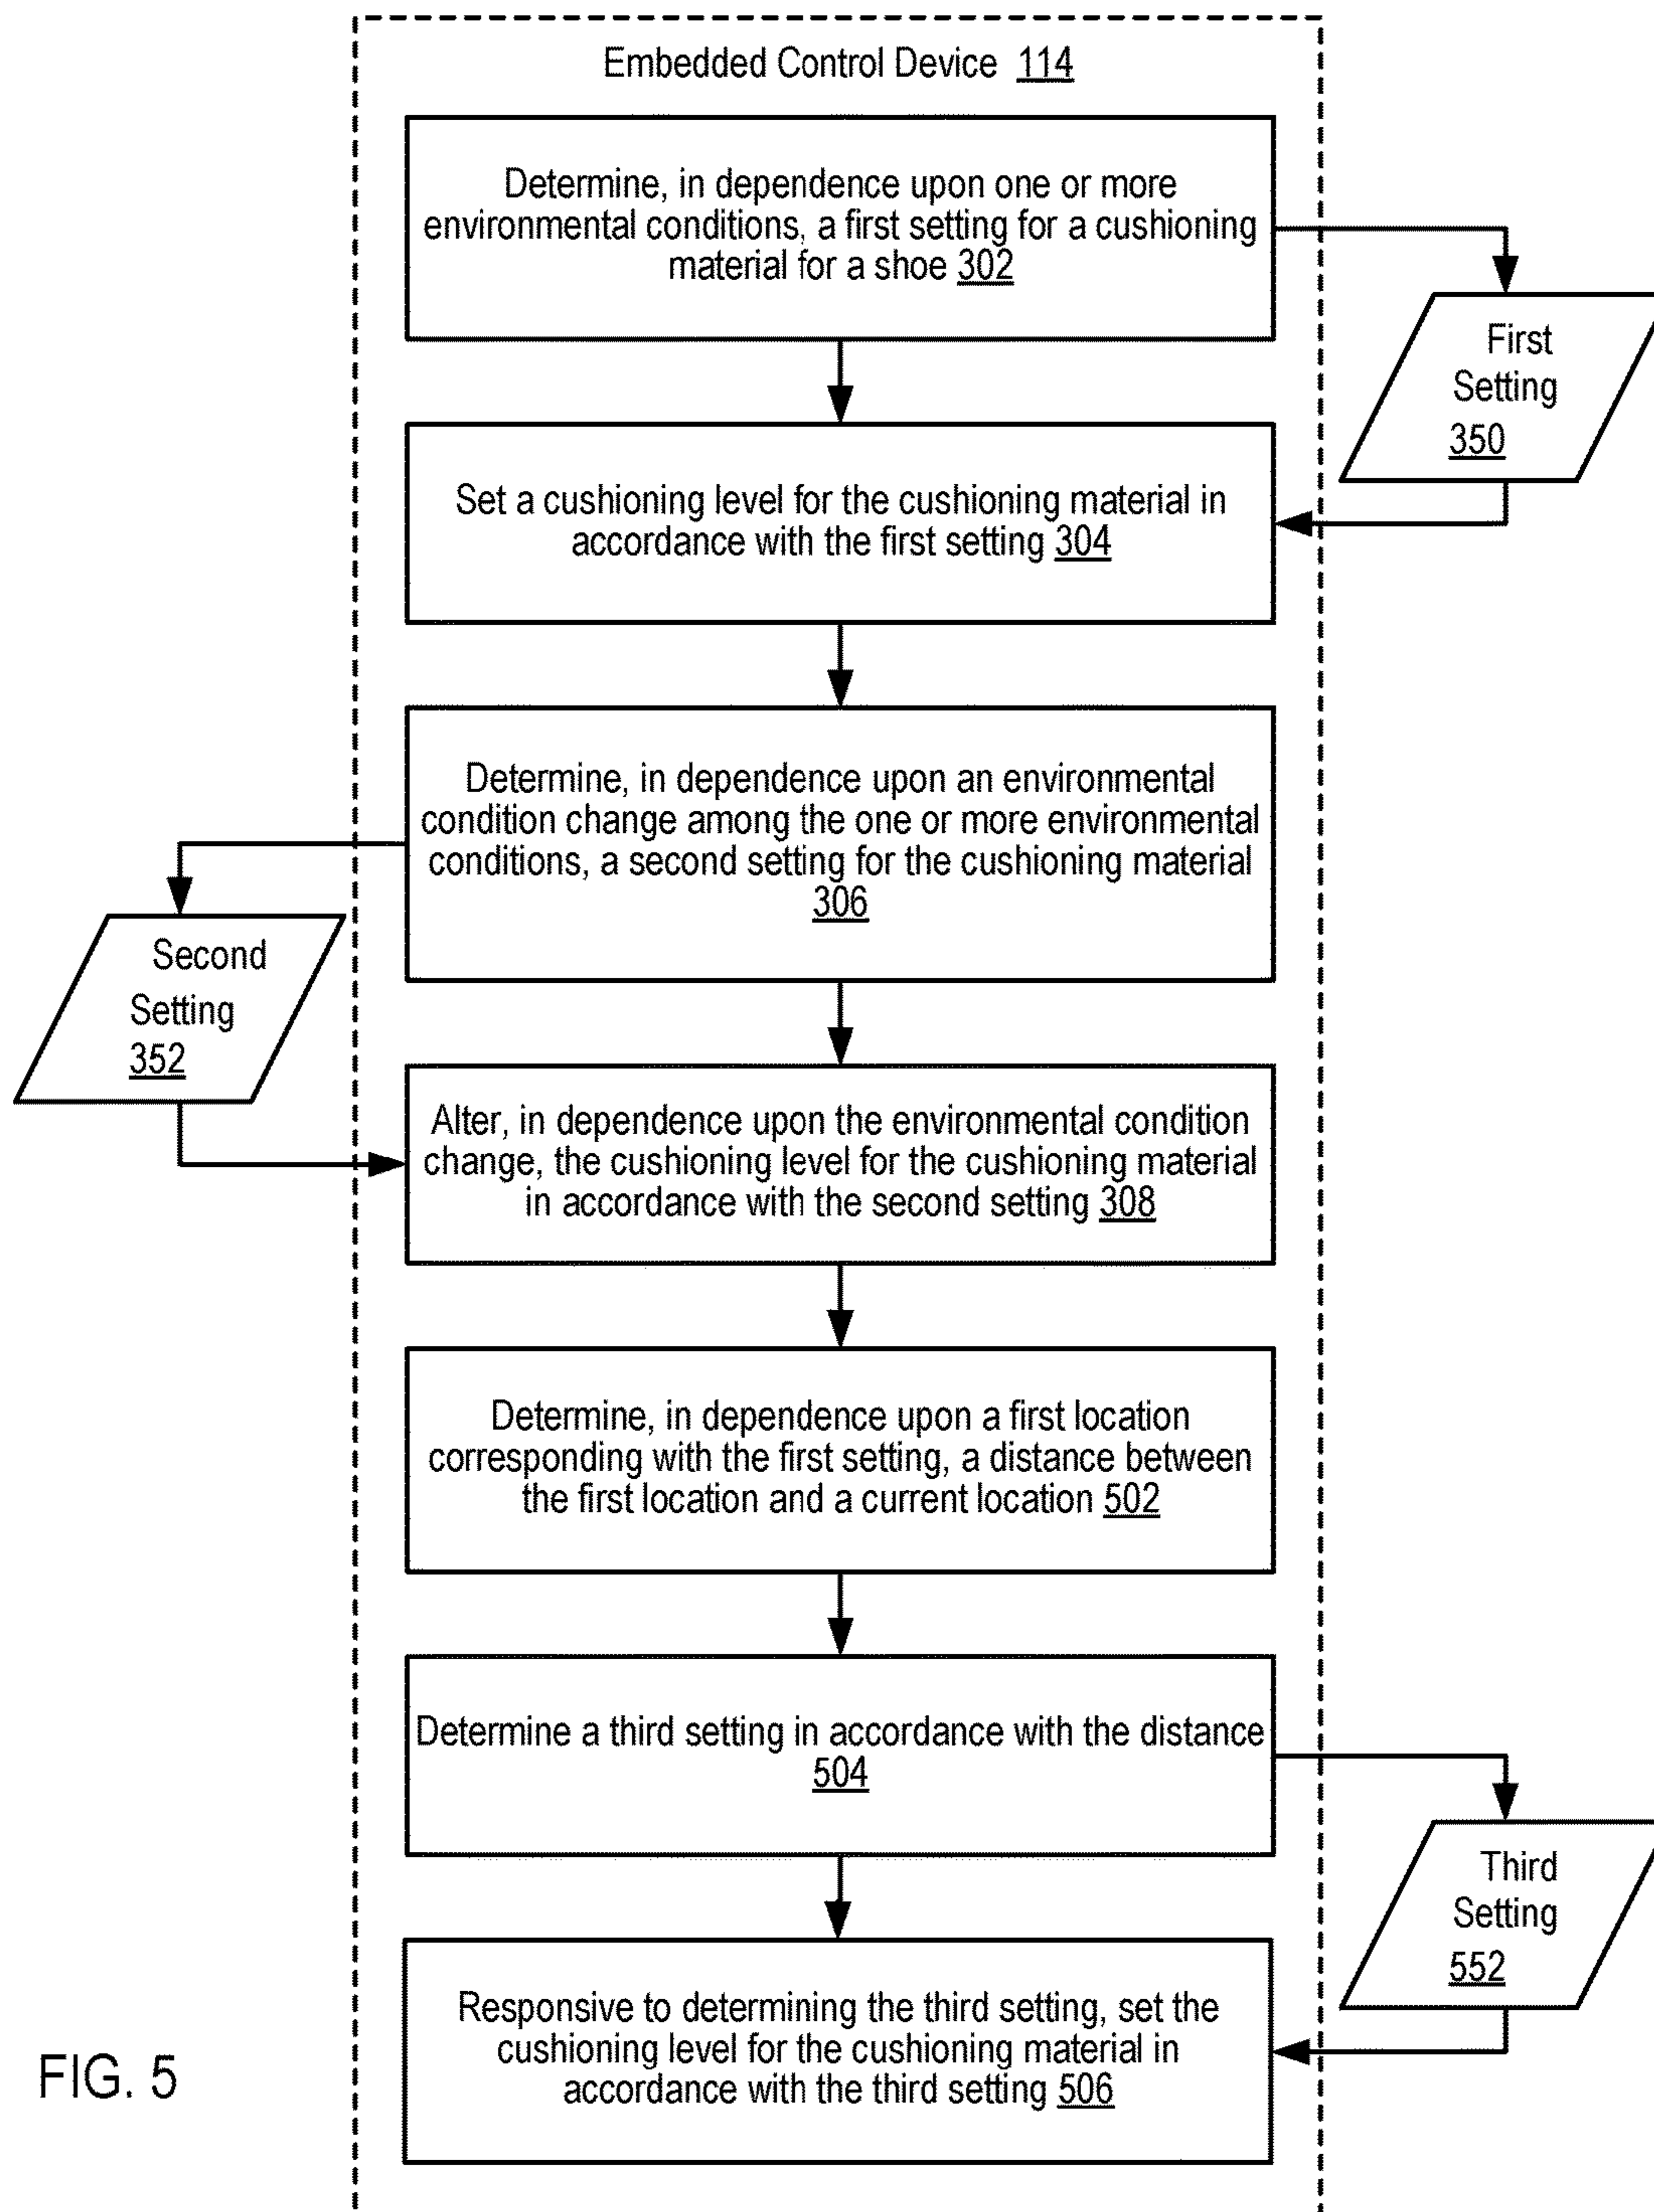 Embedded Control Device 114
Determine, in dependence upon one or more
environmental conditions, a first setting for a cushioning
material for a shoe 302
First
Setting
350
Set a cushioning level for the cushioning material in
accordance with the first setting 304
Determine, in dependence upon an environmental
condition change among the one or more environmental
conditions, a second setting for the cushioning material
306
Second
Setting
352
Alter, in dependence upon the environmental condition
change, the cushioning level for the cushioning material
in accordance with the second setting 308
Determine, in dependence upon a first location
corresponding with the first setting, a distance between
the first location and a current location 502
Determine a third setting in accordance with the distance
504
Third
Setting
552
Responsive to determining the third setting, set the
cushioning level for the cushioning material in
accordance with the third setting 506
FIG. 5